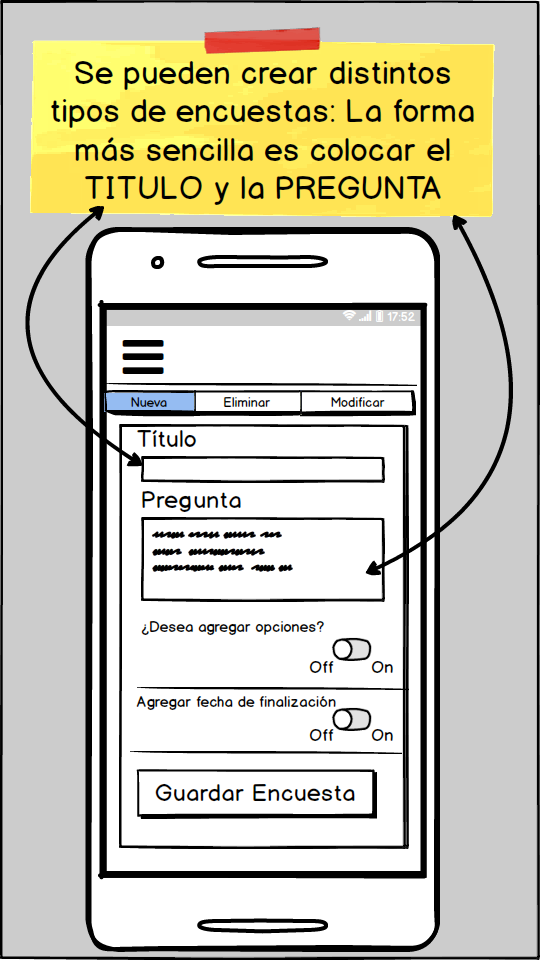 Se pueden crear distintos
tipos de encuestas: La forma
más sencilla es colocar el
TITULO y la PREGUNTA
17:52
Nueva Eliminar Modificar
Título
Pregunta
¿Desea agregar opciones?
Off On
Agregar fecha de finalización
Off On
Guardar Encuesta